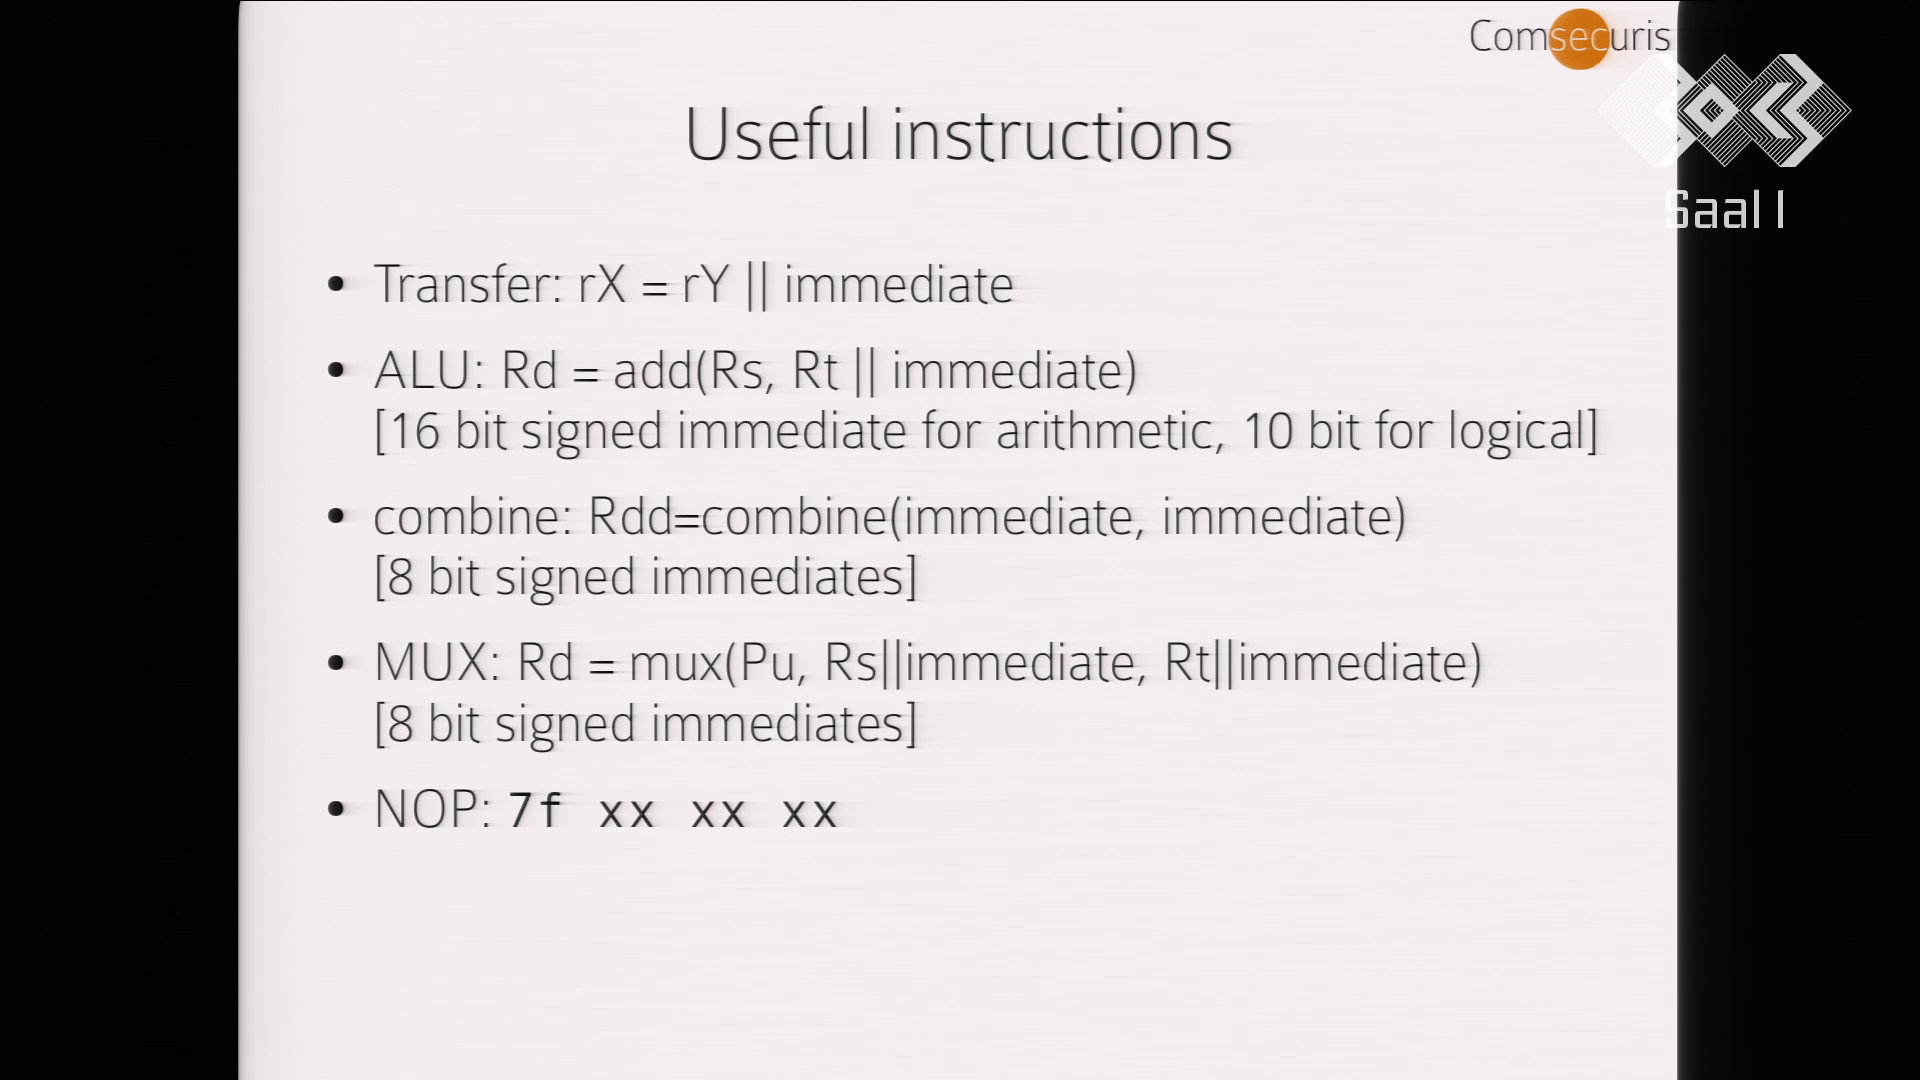 Comsecuris
Useful instructions
Saal 1
• Transfer: rX = rY || immediate
• ALU: Rd = add(Rs, Rt || immediate)
[16 bit signed immediate for arithmetic, 10 bit for logical]
• combine: Rdd=combine(immediate, immediate)
[8 bit signed immediates]
• MUX: Rd = mux(Pu, Rs||immediate, Rt||immediate)
[8 bit signed immediates]
• NOP: 7f xx xx xx